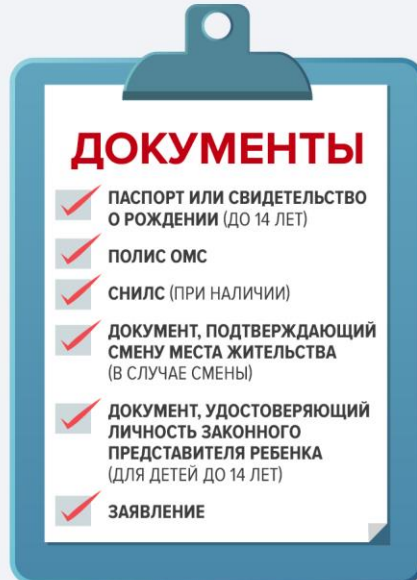 ДОКУМЕНТЫ
ПАСПОРТ ИЛИ СВИДЕТЕЛЬСТВО
О РОЖДЕНИИ (ДО 14 ЛЕТ)
ПОЛИС ОМС
СНИЛС (ПРИ НАЛИЧИИ)
ДОКУМЕНТ, ПОДТВЕРЖДАЮЩИЙ
СМЕНУ МЕСТА ЖИТЕЛЬСТВА
(В СЛУЧАЕ СМЕНЫ)
ДОКУМЕНТ, УДОСТОВЕРЯЮЩИЙ
ЛИЧНОСТЬ ЗАКОННОГО
ПРЕДСТАВИТЕЛЯ РЕБЕНКА
(ДЛЯ ДЕТЕЙ ДО 14 ЛЕТ)
ЗАЯВЛЕНИЕ